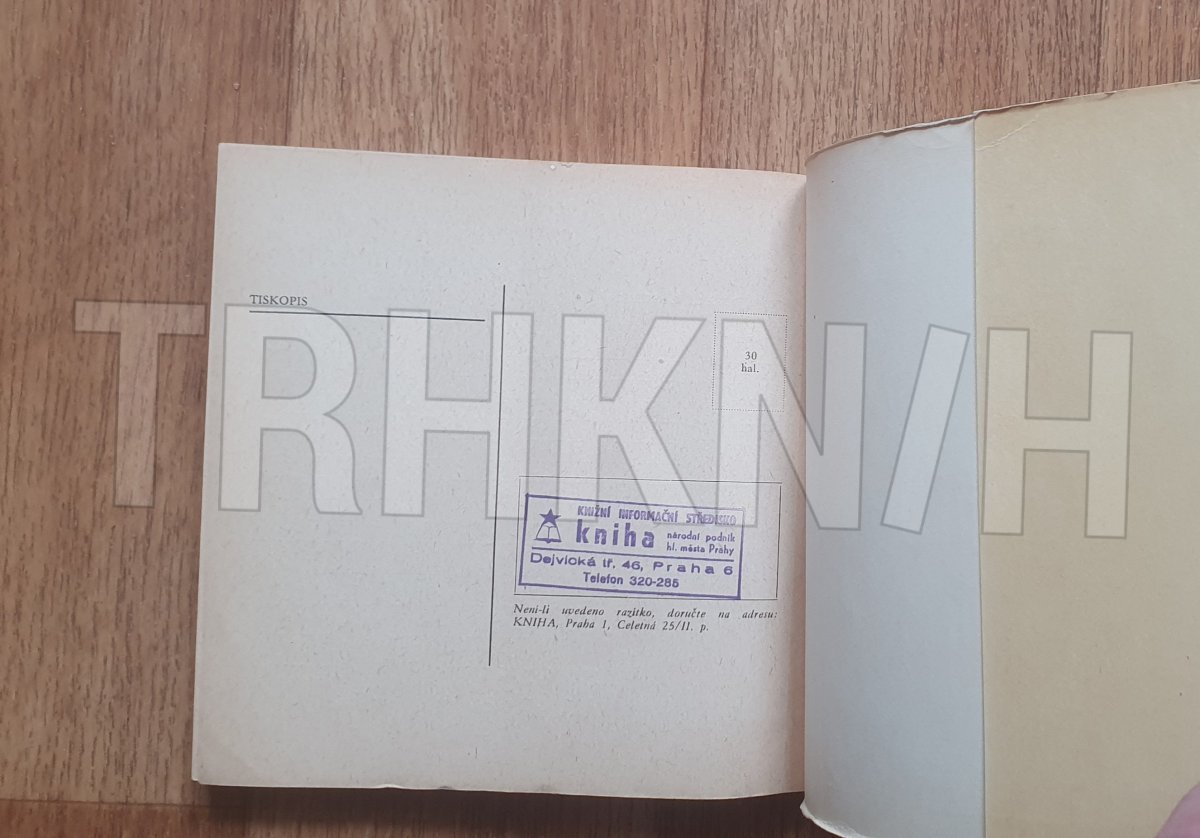 TISKOPIS
30
hal.
KNIŽNÍ INFORMAČNÍ STŘEDISKO
kniha národní podnik
hl. města Prahy
Dejvická tř. 46, Praha 6
Telefon 320-285
Neni-li uvedeno razítko, doručte na adresu:
KNIHA, Praha 1, Celetná 25/II. p.
TRHKNIH